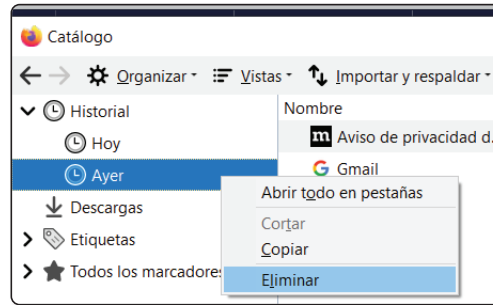 Catálogo
Organizar Vistas Importar y respaldar
Historial
Hoy
Ayer
Descargas
Etiquetas
Todos los marcadores
Nombre
m Aviso de privacidad d.
G Gmail
Abrir todo en pestañas
Cortar
Copiar
Eliminar